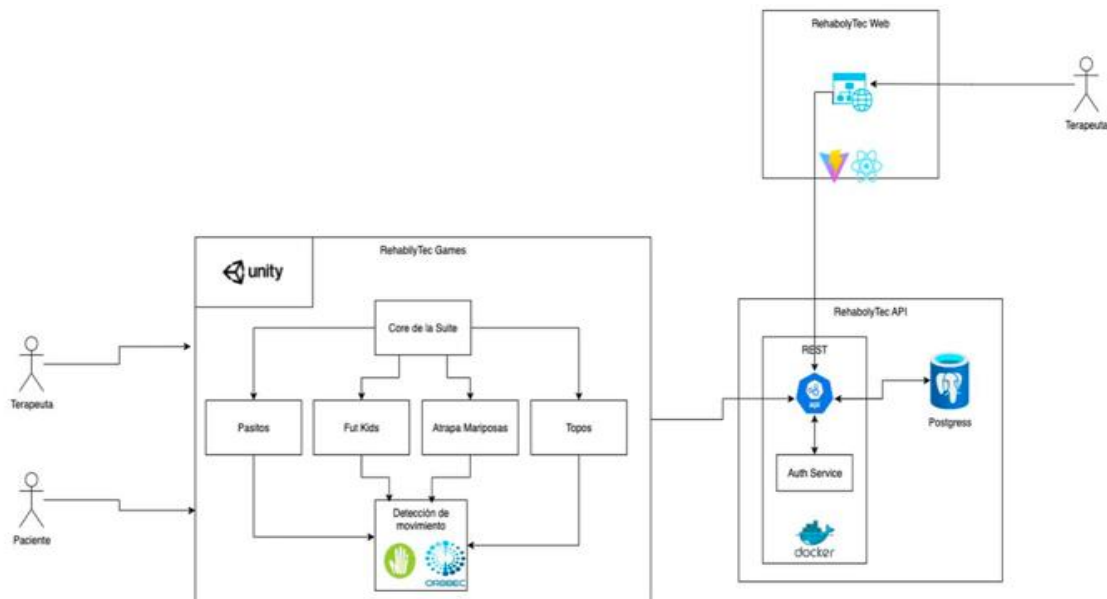 RehabolyTec Web
Terapeuta
RehabilyTec Games
unity
Core de la Suite
Pasitos
Fut Kids
Atrapa Mariposas
Topos
Detección de
movimiento
ORBBEC
Terapeuta
Paciente
RehabolyTec API
REST
api
Postgress
Auth Service
docker